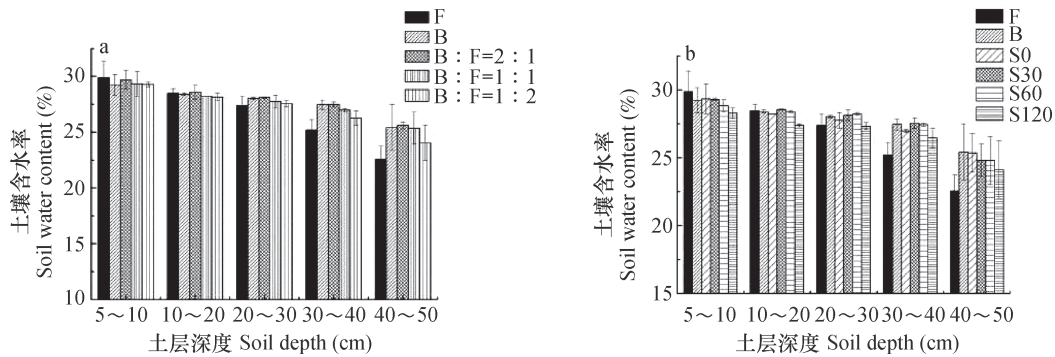 a
F
B
B：F=2：1
B：F=1：1
B：F=1：2
土壤含水率
Soil water content (%)
30
25
20
15
10
5～10
10～20
20～30
30～40
40～50
土层深度 Soil depth (cm)
b
F
B
S0
S30
S60
S120
土壤含水率
Soil water content (%)
30
25
20
15
5～10
10～20
20～30
30～40
40～50
土层深度 Soil depth (cm)